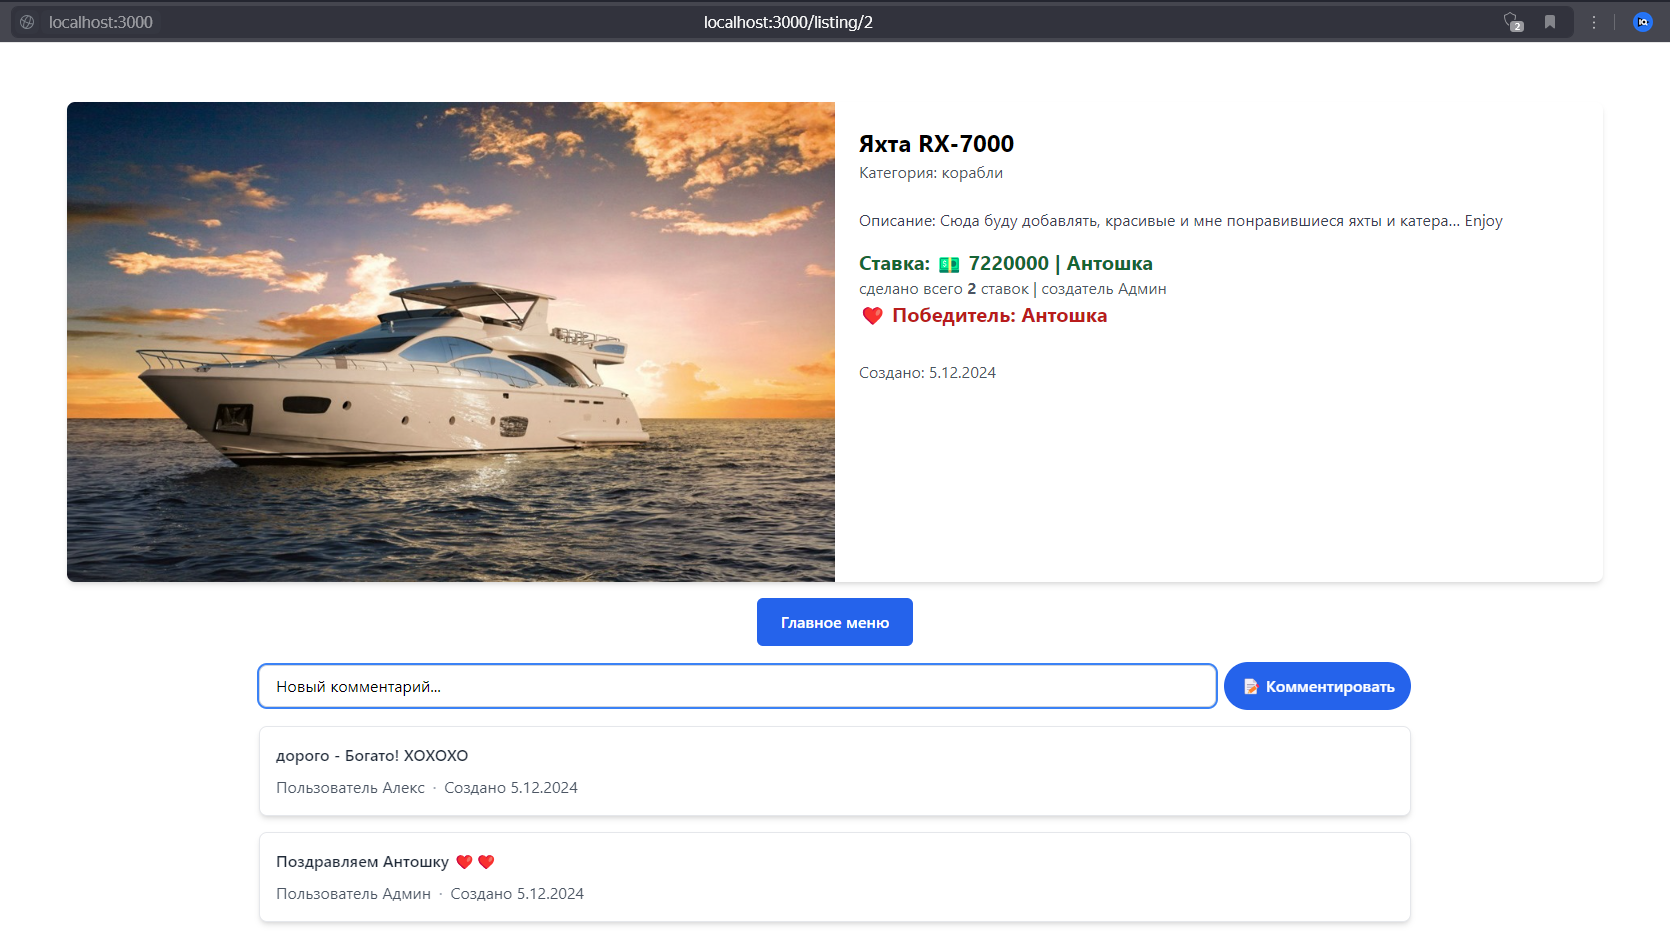 localhost:3000
localhost:3000/listing/2
2
Яхта RX-7000
Категория: корабли
Описание: Сюда буду добавлять, красивые и мне понравившиеся яхты и катера... Enjoy
Ставка: 💵 7220000 | Антошка
сделано всего 2 ставок | создатель Админ
❤️ Победитель: Антошка
Создано: 5.12.2024
Главное меню
Новый комментарий...
📝 Комментировать
дорого - Богато! ХОХОХО
Пользователь Алекс · Создано 5.12.2024
Поздравляем Антошку ❤️❤️
Пользователь Админ · Создано 5.12.2024